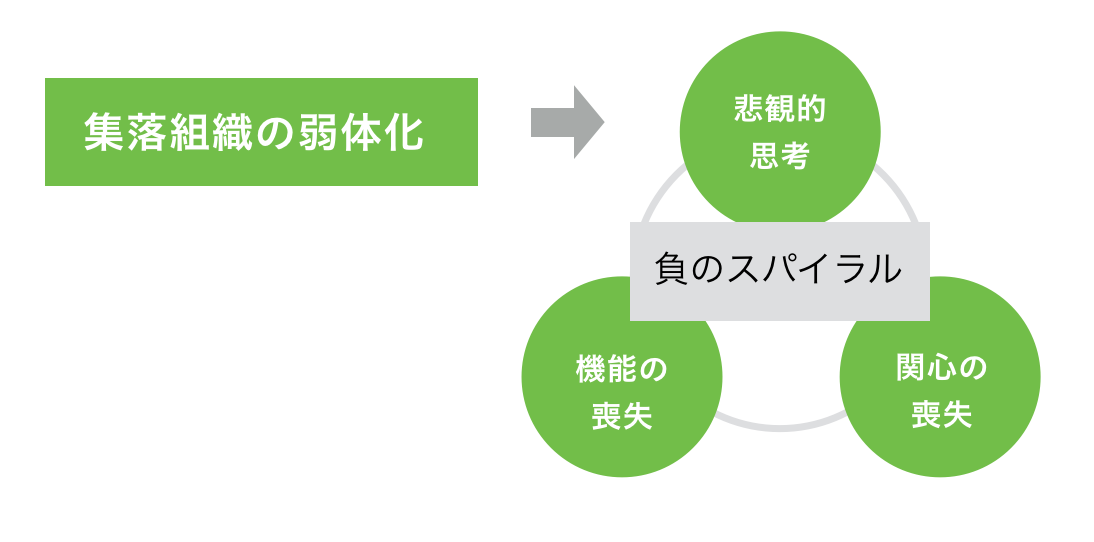 集落組織の弱体化
悲観的
思考
負のスパイラル
機能の
喪失
関心の
喪失